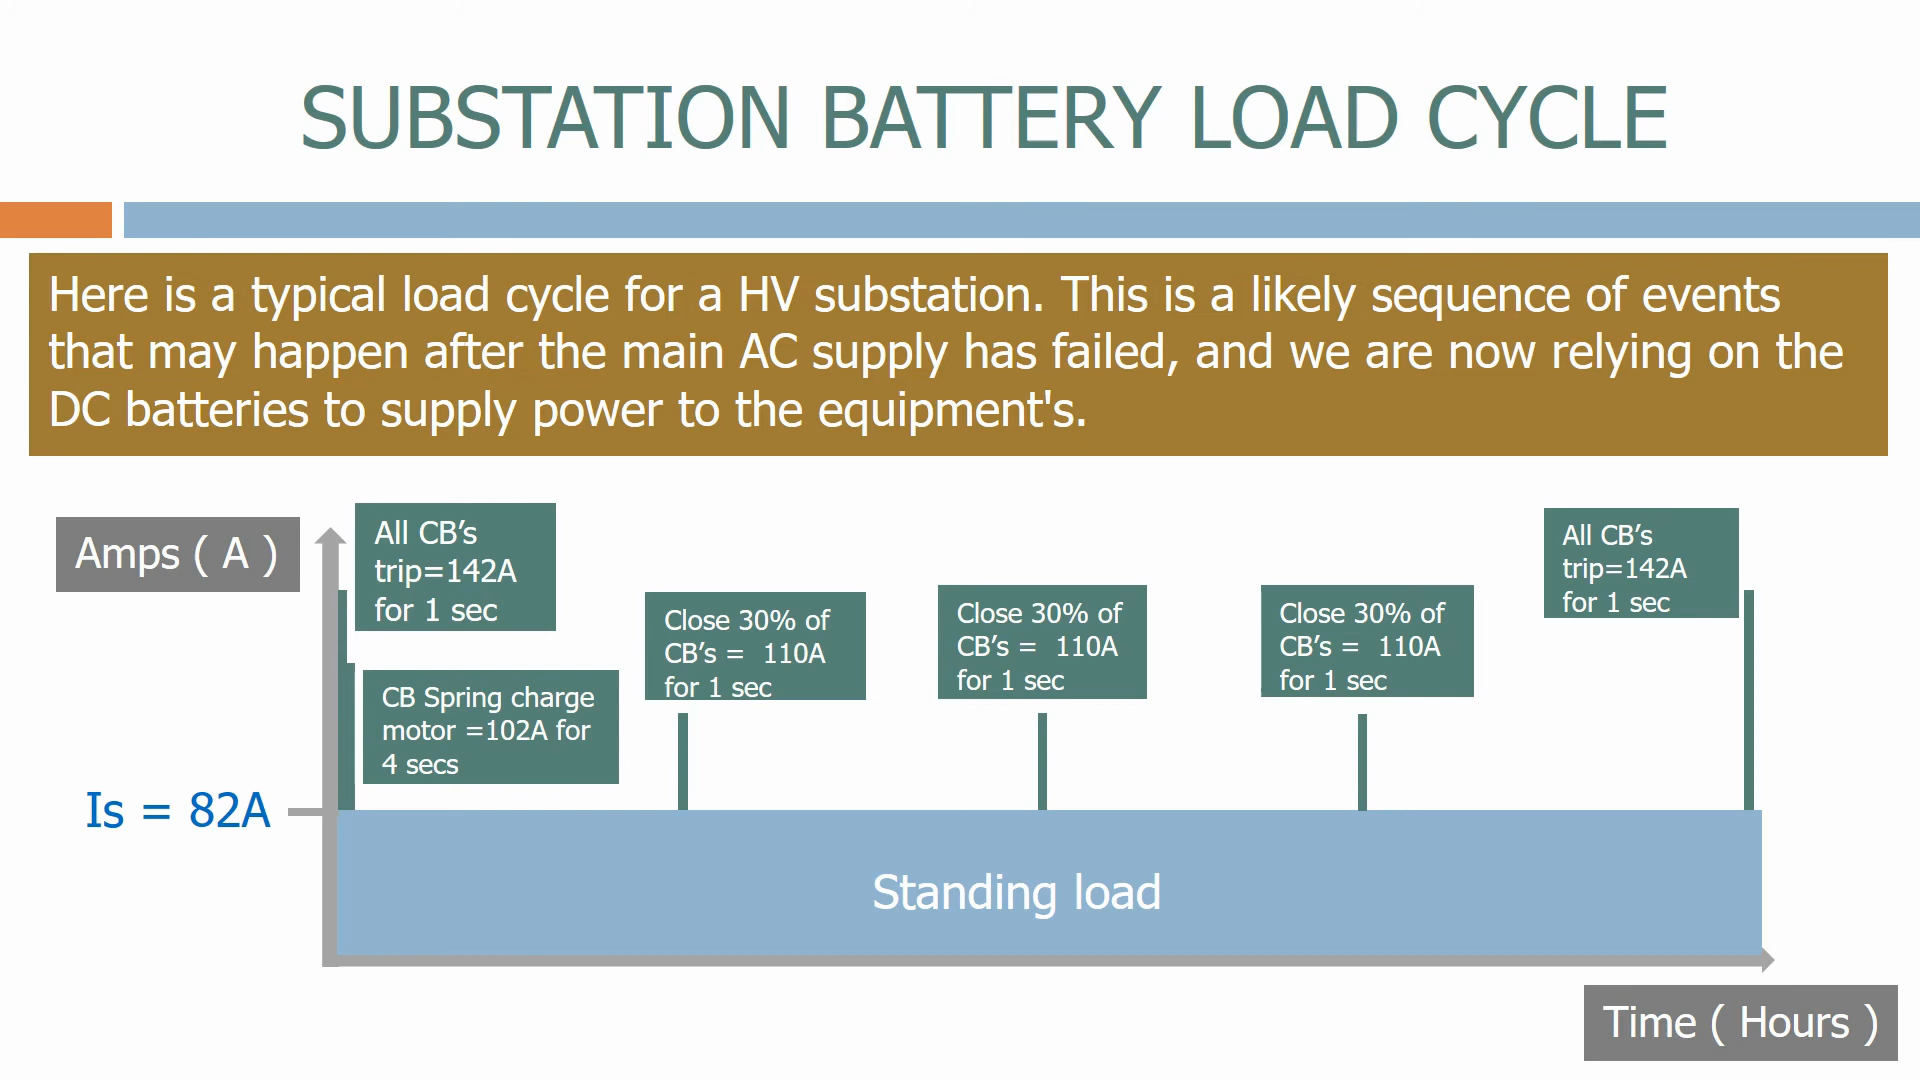 SUBSTATION BATTERY LOAD CYCLE
Here is a typical load cycle for a HV substation. This is a likely sequence of events
that may happen after the main AC supply has failed, and we are now relying on the
DC batteries to supply power to the equipment's.
Amps ( A )
All CB’s
trip=142A
for 1 sec
CB Spring charge
motor =102A for
4 secs
Close 30% of
CB’s =  110A
for 1 sec
Close 30% of
CB’s =  110A
for 1 sec
Close 30% of
CB’s =  110A
for 1 sec
All CB’s
trip=142A
for 1 sec
Is = 82A
Standing load
Time ( Hours )